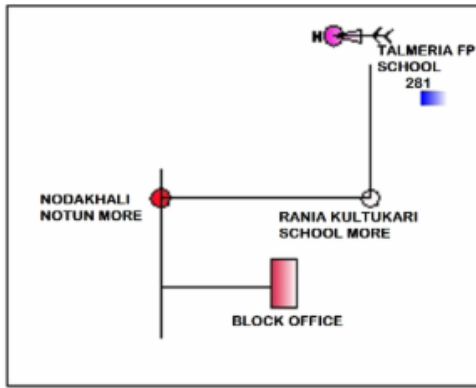 N
TALMERIA FP
SCHOOL
281
NODAKHALI
NOTUN MORE
RANIA KULTUKARI
SCHOOL MORE
BLOCK OFFICE